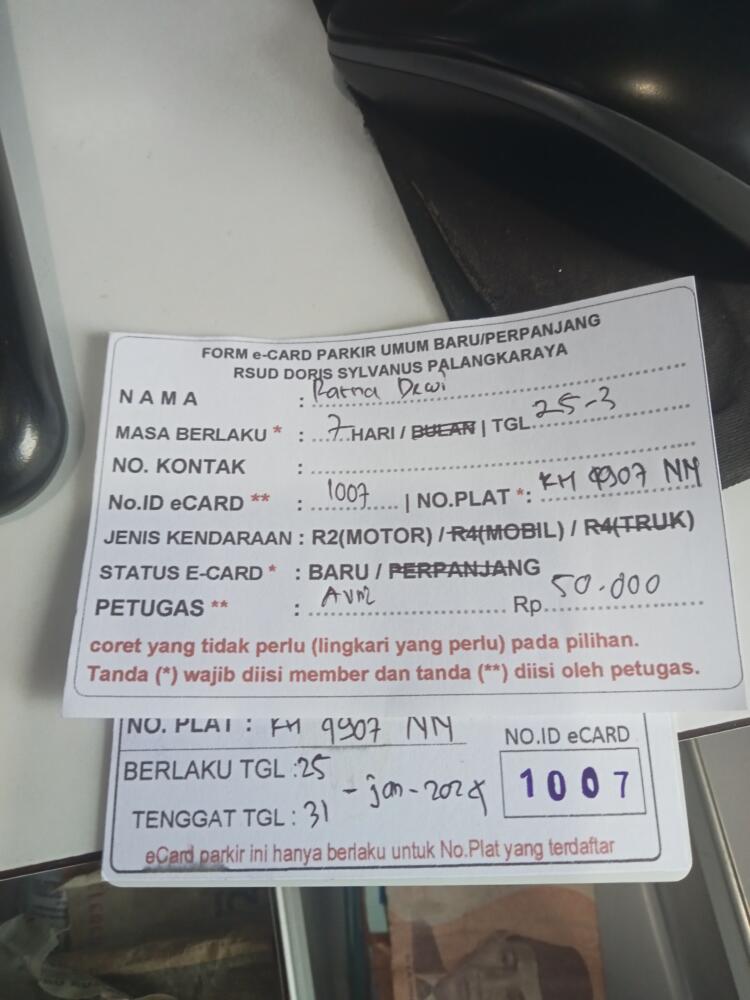 FORM e-CARD PARKIR UMUM BARU/PERPANJANG
RSUD DORIS SYLVANUS PALANGKARAYA
NAMA : Ratna Dewi
MASA BERLAKU * : 7 HARI / BULAN | TGL 25-3
NO. KONTAK :
No.ID eCARD ** : 1007 | NO.PLAT *: KH 9907 NN
JENIS KENDARAAN : R2(MOTOR) / R4(MOBIL) / R4(TRUK)
STATUS E-CARD * : BARU / PERPANJANG
PETUGAS ** : Rp 50.000
coret yang tidak perlu (lingkari yang perlu) pada pilihan.
Tanda (*) wajib diisi member dan tanda (**) diisi oleh petugas.
NO. PLAT : KH 9907 NN
NO.ID eCARD
1007
BERLAKU TGL :25
- jan - 2024
TENGGAT TGL : 31
eCard parkir ini hanya berlaku untuk No.Plat yang terdaftar